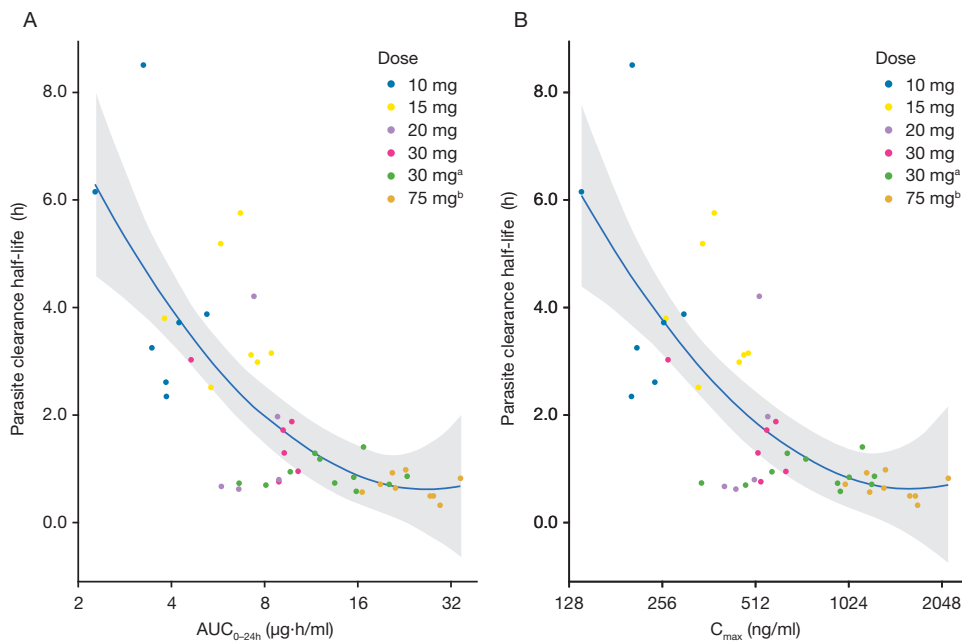 A
Dose
10 mg
15 mg
20 mg
30 mg
30 mgᵃ
75 mgᵇ
Parasite clearance half-life (h)
8.0
6.0
4.0
2.0
0.0
2 4 8 16 32
AUC₀₋₂₄ₕ (µg·h/ml)
B
Dose
10 mg
15 mg
20 mg
30 mg
30 mgᵃ
75 mgᵇ
Parasite clearance half-life (h)
8.0
6.0
4.0
2.0
0.0
128 256 512 1024 2048
Cₘₐₓ (ng/ml)